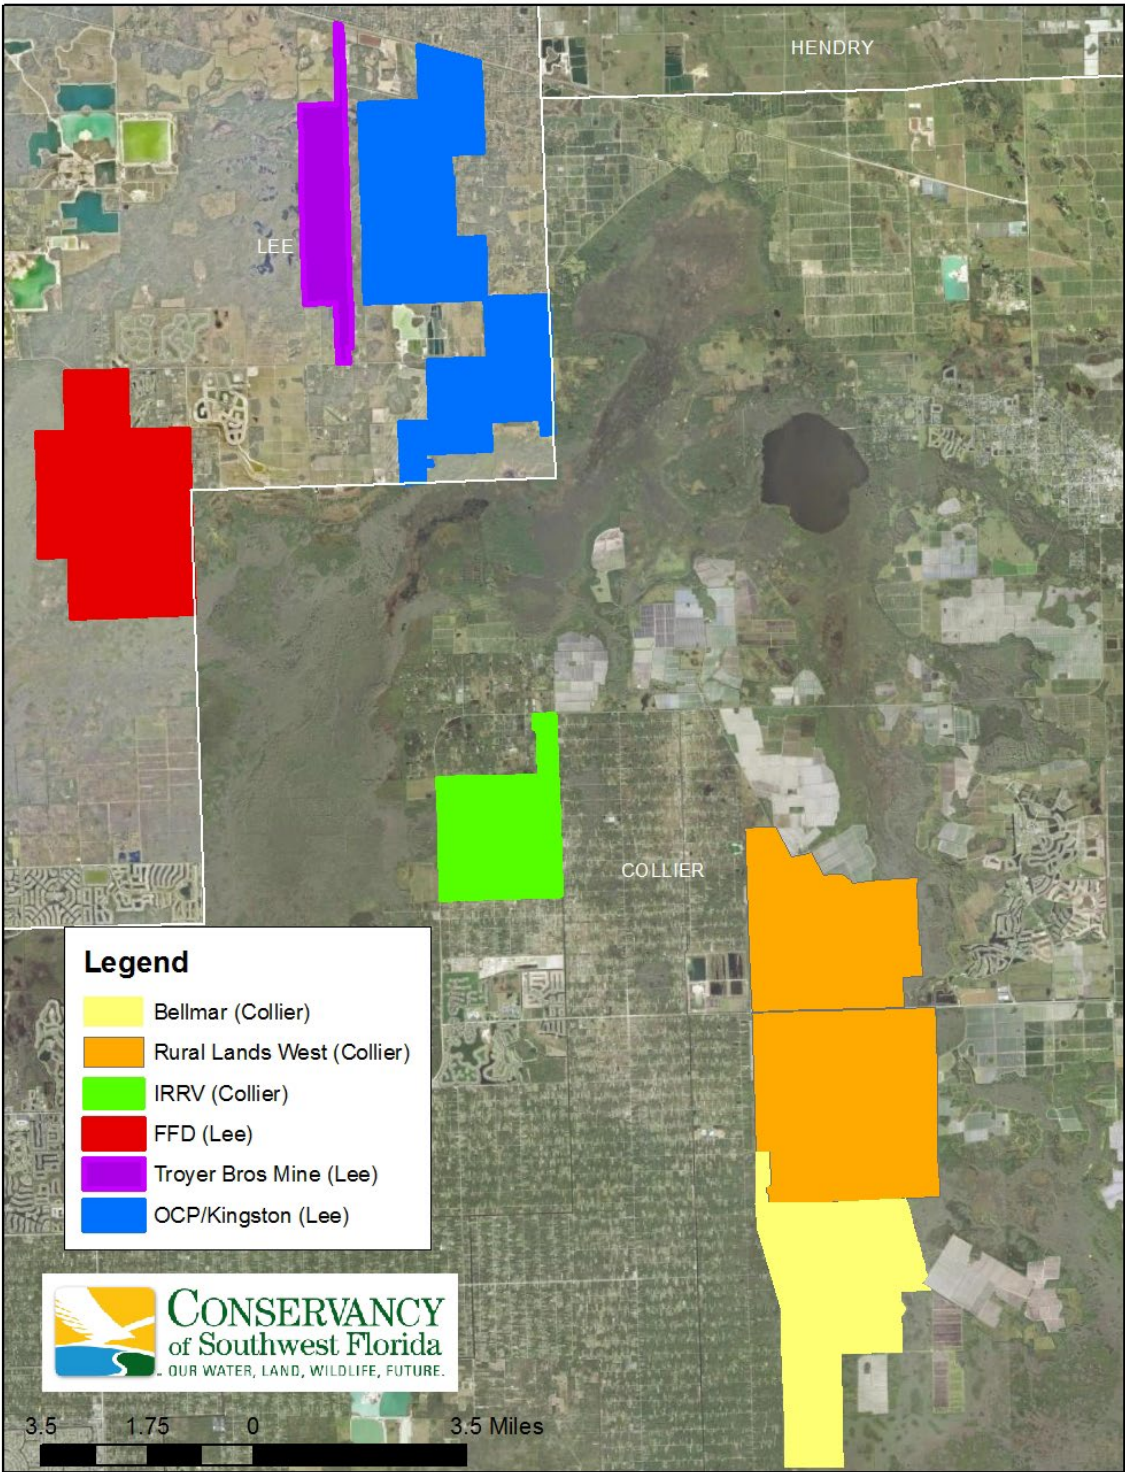 HENDRY
LEE
COLLIER
Legend
Bellmar (Collier)
Rural Lands West (Collier)
IRRV (Collier)
FFD (Lee)
Troyer Bros Mine (Lee)
OCP/Kingston (Lee)
CONSERVANCY
of Southwest Florida
OUR WATER, LAND, WILDLIFE, FUTURE.
3.5 1.75 0 3.5 Miles